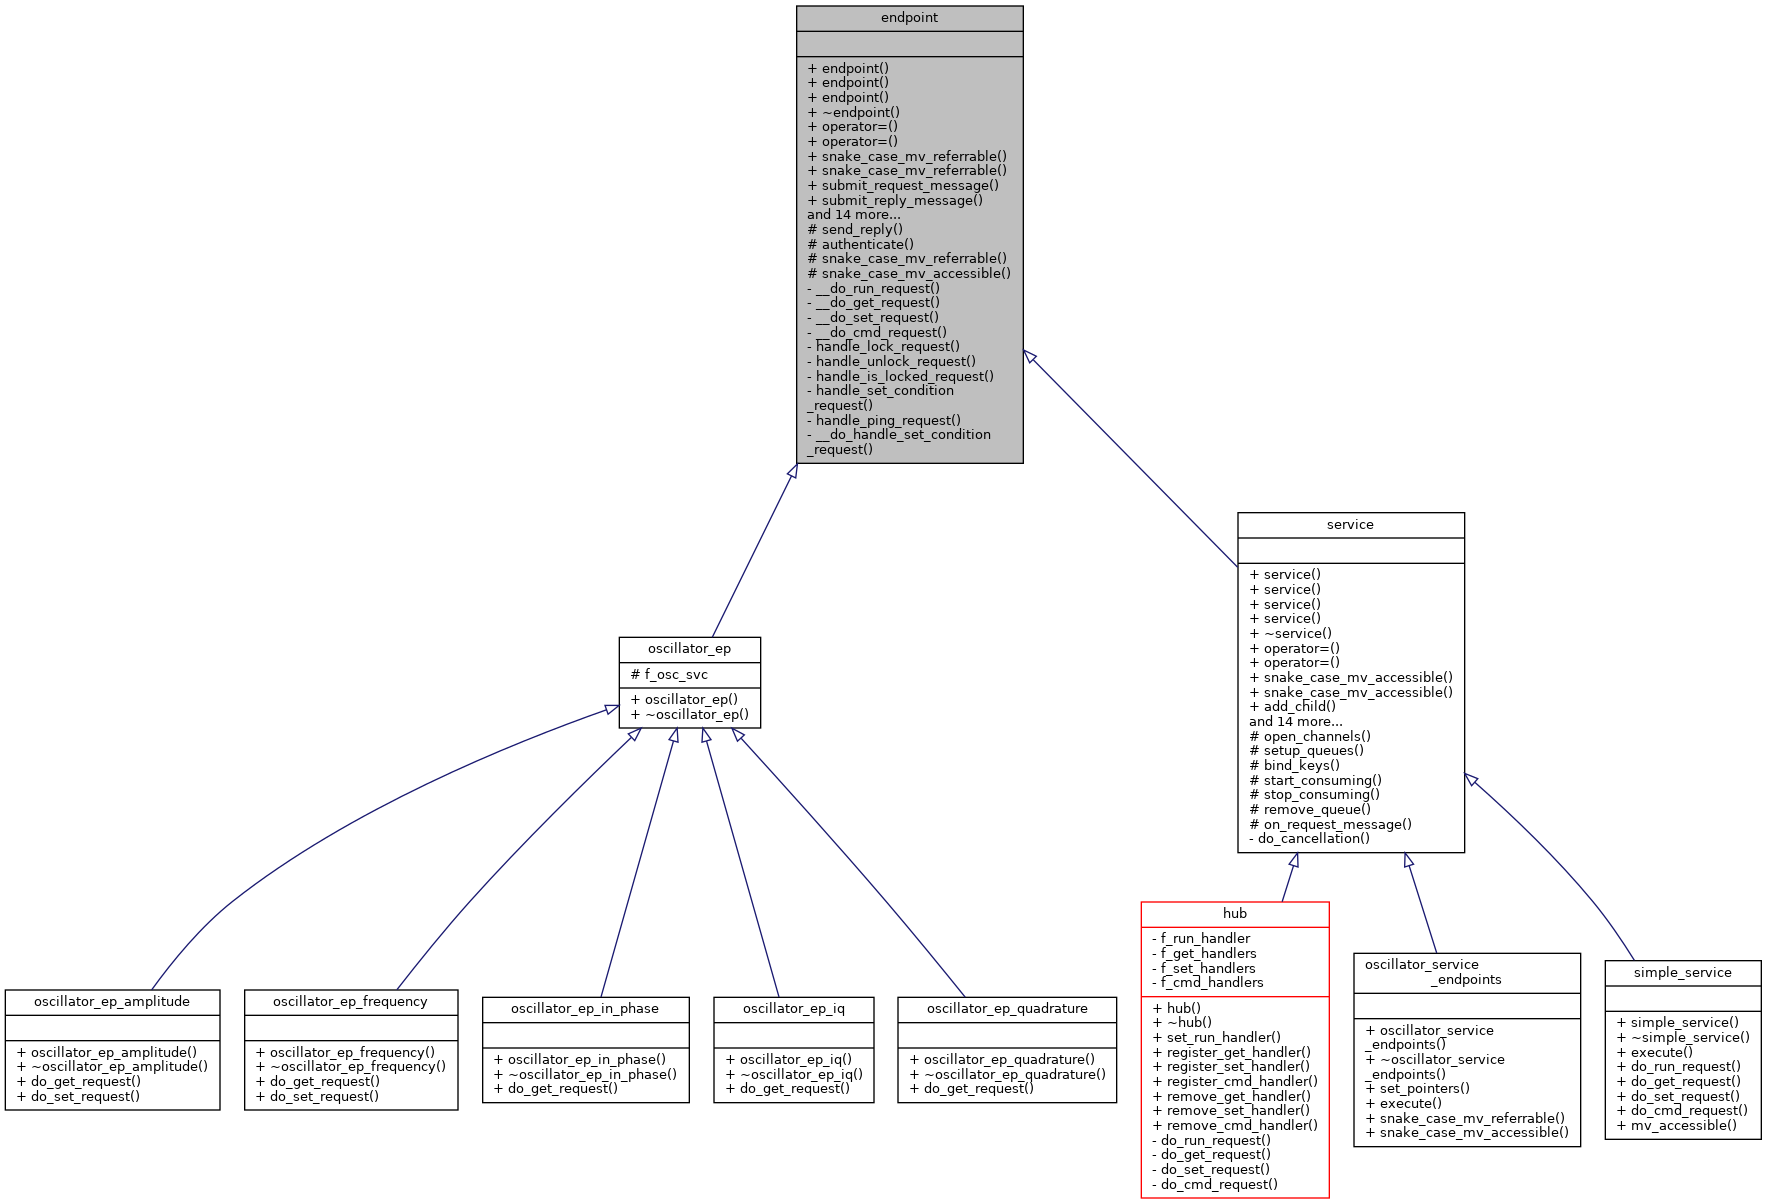 endpoint
+ endpoint()
+ endpoint()
+ endpoint()
+ ~endpoint()
+ operator=()
+ operator=()
+ snake_case_mv_referrable()
+ snake_case_mv_referrable()
+ submit_request_message()
+ submit_reply_message()
and 14 more...
# send_reply()
# authenticate()
# snake_case_mv_referrable()
# snake_case_mv_accessible()
- __do_run_request()
- __do_get_request()
- __do_set_request()
- __do_cmd_request()
- handle_lock_request()
- handle_unlock_request()
- handle_is_locked_request()
- handle_set_condition
_request()
- handle_ping_request()
- __do_handle_set_condition
_request()
service
+ service()
+ service()
+ service()
+ service()
+ ~service()
+ operator=()
+ operator=()
+ snake_case_mv_accessible()
+ snake_case_mv_accessible()
+ add_child()
and 14 more...
# open_channels()
# setup_queues()
# bind_keys()
# start_consuming()
# stop_consuming()
# remove_queue()
# on_request_message()
- do_cancellation()
oscillator_ep
# f_osc_svc
+ oscillator_ep()
+ ~oscillator_ep()
oscillator_ep_amplitude
+ oscillator_ep_amplitude()
+ ~oscillator_ep_amplitude()
+ do_get_request()
+ do_set_request()
oscillator_ep_frequency
+ oscillator_ep_frequency()
+ ~oscillator_ep_frequency()
+ do_get_request()
+ do_set_request()
oscillator_ep_in_phase
+ oscillator_ep_in_phase()
+ ~oscillator_ep_in_phase()
+ do_get_request()
oscillator_ep_iq
+ oscillator_ep_iq()
+ ~oscillator_ep_iq()
+ do_get_request()
oscillator_ep_quadrature
+ oscillator_ep_quadrature()
+ ~oscillator_ep_quadrature()
+ do_get_request()
hub
- f_run_handler
- f_get_handlers
- f_set_handlers
- f_cmd_handlers
+ hub()
+ ~hub()
+ set_run_handler()
+ register_get_handler()
+ register_set_handler()
+ register_cmd_handler()
+ remove_get_handler()
+ remove_set_handler()
+ remove_cmd_handler()
- do_run_request()
- do_get_request()
- do_set_request()
- do_cmd_request()
oscillator_service
_endpoints
+ oscillator_service
_endpoints()
+ ~oscillator_service
_endpoints()
+ set_pointers()
+ execute()
+ snake_case_mv_referrable()
+ snake_case_mv_accessible()
simple_service
+ simple_service()
+ ~simple_service()
+ execute()
+ do_run_request()
+ do_get_request()
+ do_set_request()
+ do_cmd_request()
+ mv_accessible()